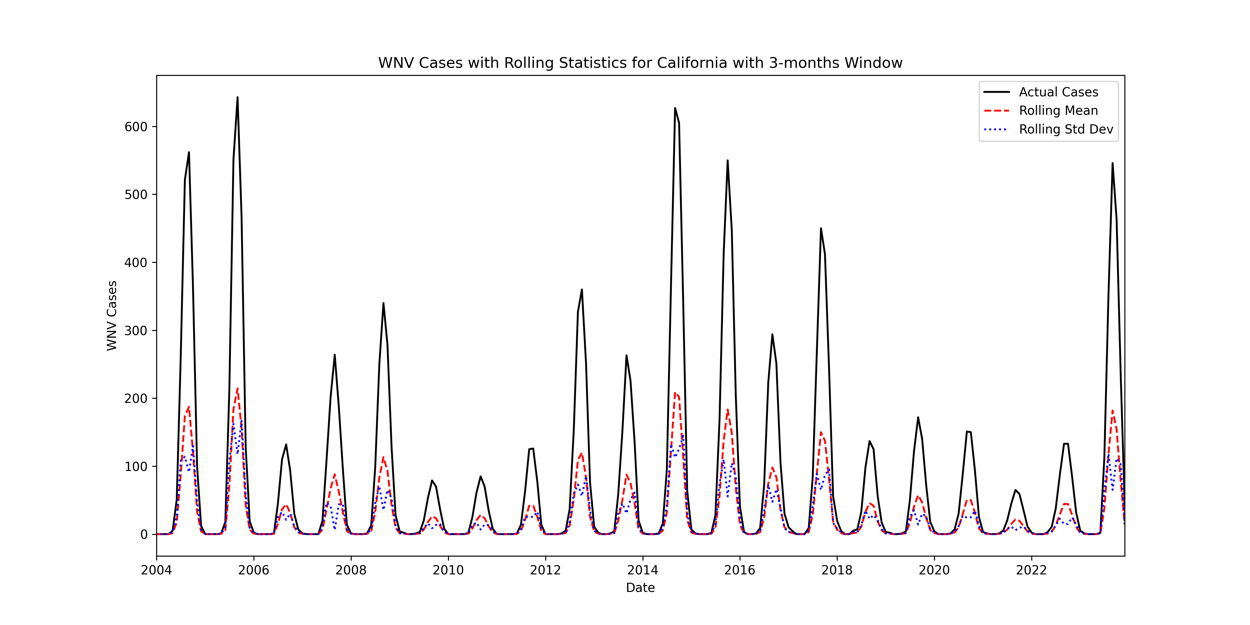 WNV Cases with Rolling Statistics for California with 3-months Window
Actual Cases
Rolling Mean
Rolling Std Dev
WNV Cases
600
500
400
300
200
100
0
2004
2006
2008
2010
2012
2014
2016
2018
2020
2022
Date